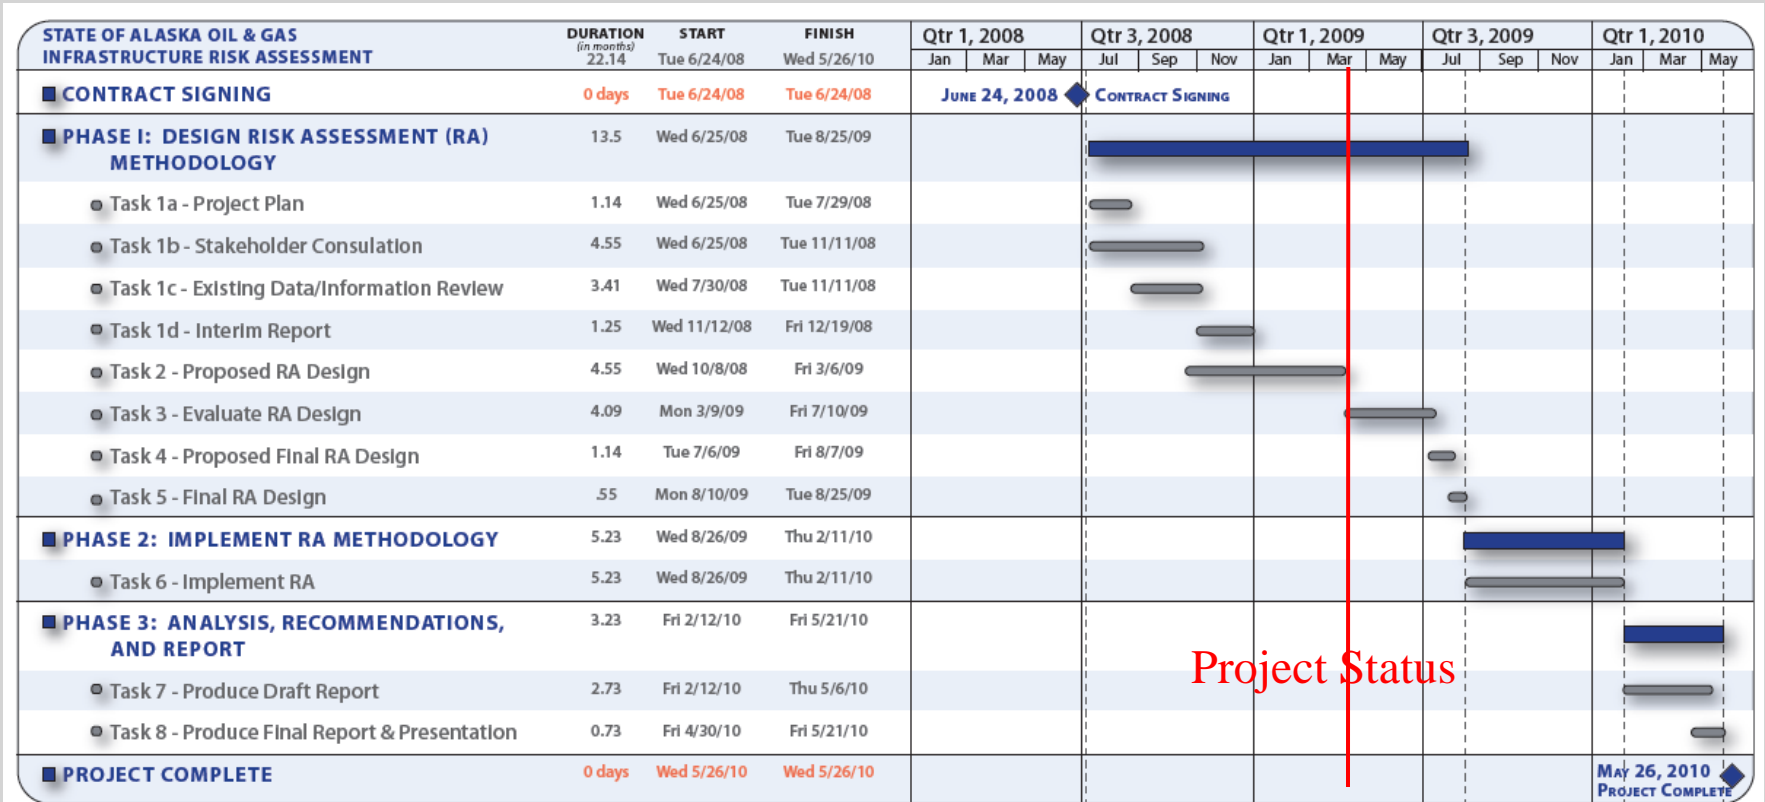 STATE OF ALASKA OIL & GAS
INFRASTRUCTURE RISK ASSESSMENT
DURATION
(in months)
22.14
START
Tue 6/24/08
FINISH
Wed 5/26/10
Qtr 1, 2008 Qtr 3, 2008 Qtr 1, 2009 Qtr 3, 2009 Qtr 1, 2010
Jan Mar May Jul Sep Nov Jan Mar May Jul Sep Nov Jan Mar May
CONTRACT SIGNING 0 days Tue 6/24/08 Tue 6/24/08 JUNE 24, 2008 CONTRACT SIGNING
PHASE I: DESIGN RISK ASSESSMENT (RA) 13.5 Wed 6/25/08 Tue 8/25/09
METHODOLOGY
Task 1a - Project Plan 1.14 Wed 6/25/08 Tue 7/29/08
Task 1b - Stakeholder Consulation 4.55 Wed 6/25/08 Tue 11/11/08
Task 1c - Existing Data/Information Review 3.41 Wed 7/30/08 Tue 11/11/08
Task 1d - Interim Report 1.25 Wed 11/12/08 Fri 12/19/08
Task 2 - Proposed RA Design 4.55 Wed 10/8/08 Fri 3/6/09
Task 3 - Evaluate RA Design 4.09 Mon 3/9/09 Fri 7/10/09
Task 4 - Proposed Final RA Design 1.14 Tue 7/6/09 Fri 8/7/09
Task 5 - Final RA Design .55 Mon 8/10/09 Tue 8/25/09
PHASE 2: IMPLEMENT RA METHODOLOGY 5.23 Wed 8/26/09 Thu 2/11/10
Task 6 - Implement RA 5.23 Wed 8/26/09 Thu 2/11/10
PHASE 3: ANALYSIS, RECOMMENDATIONS, 3.23 Fri 2/12/10 Fri 5/21/10
AND REPORT
Project Status
Task 7 - Produce Draft Report 2.73 Fri 2/12/10 Thu 5/6/10
Task 8 - Produce Final Report & Presentation 0.73 Fri 4/30/10 Fri 5/21/10
PROJECT COMPLETE 0 days Wed 5/26/10 Wed 5/26/10 MAY 26, 2010
PROJECT COMPLETE